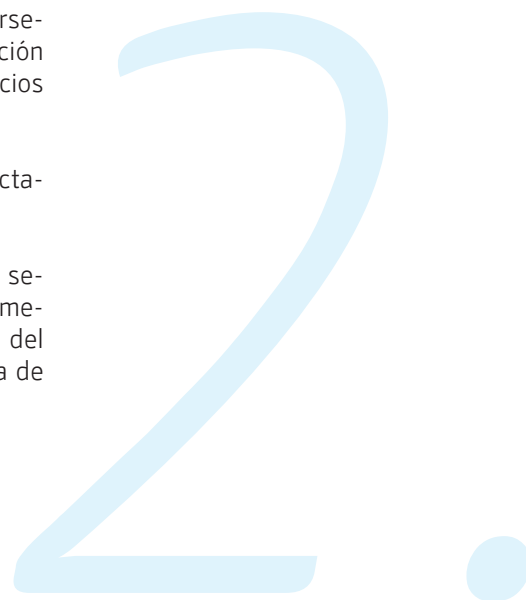 rse-
ción
cios
cta-
se-
me-
del
a de
2.